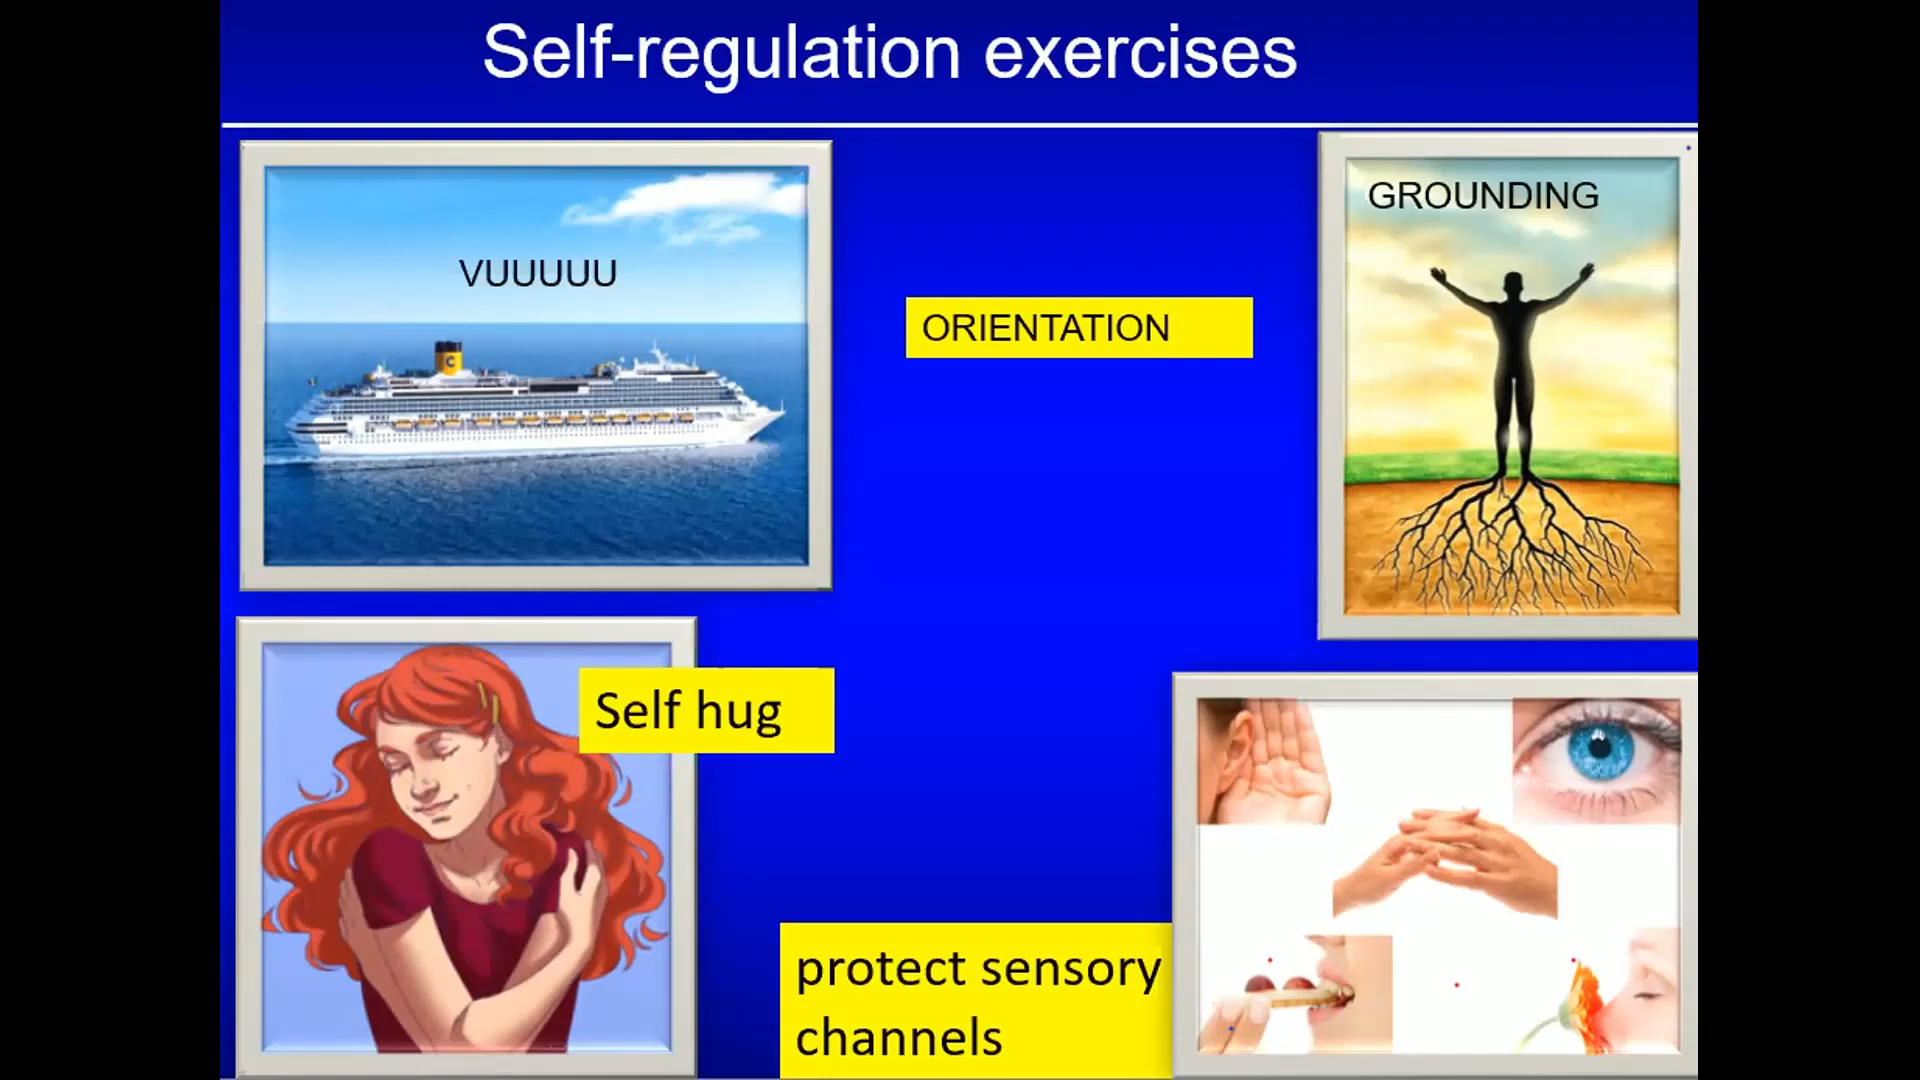 Self-regulation exercises
VUUUUU
C
ORIENTATION
GROUNDING
Self hug
protect sensory
channels